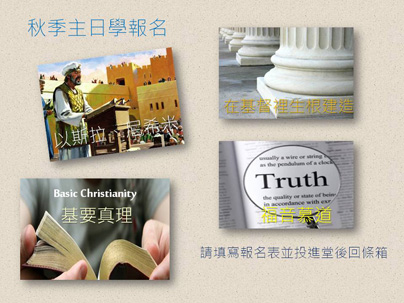 秋季主日學報名
以斯拉、尼希米
在基督裡生根建造
Basic Christianity
基要真理
usually a wire or string
as the pendulum of a clock
Truth
the quality or state of being
in accordance with
福音慕道
請填寫報名表並投進堂後回條箱